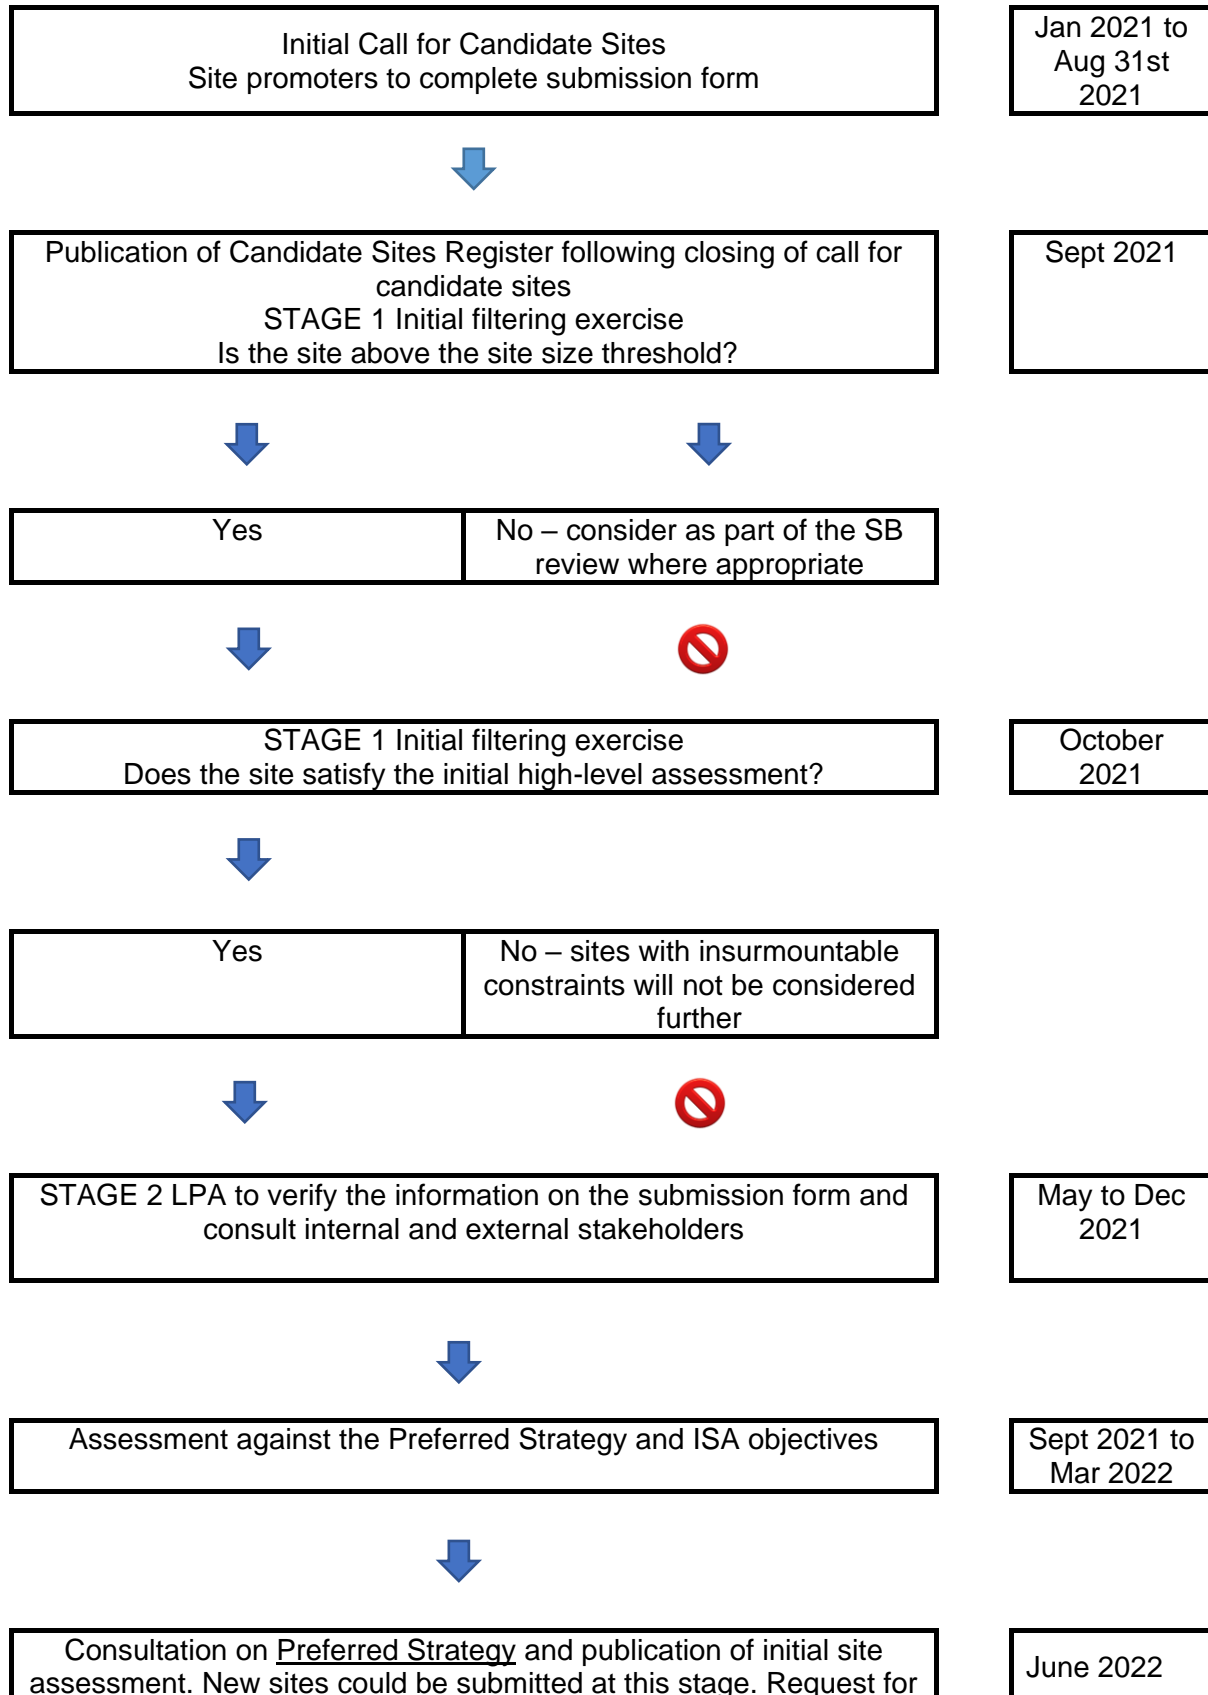 Initial Call for Candidate Sites
Site promoters to complete submission form
Jan 2021 to
Aug 31st
2021
Publication of Candidate Sites Register following closing of call for
candidate sites
STAGE 1 Initial filtering exercise
Is the site above the site size threshold?
Sept 2021
Yes
No – consider as part of the SB
review where appropriate
STAGE 1 Initial filtering exercise
Does the site satisfy the initial high-level assessment?
October
2021
Yes
No – sites with insurmountable
constraints will not be considered
further
STAGE 2 LPA to verify the information on the submission form and
consult internal and external stakeholders
May to Dec
2021
Assessment against the Preferred Strategy and ISA objectives
Sept 2021 to
Mar 2022
Consultation on Preferred Strategy and publication of initial site
assessment. New sites could be submitted at this stage. Request for
June 2022